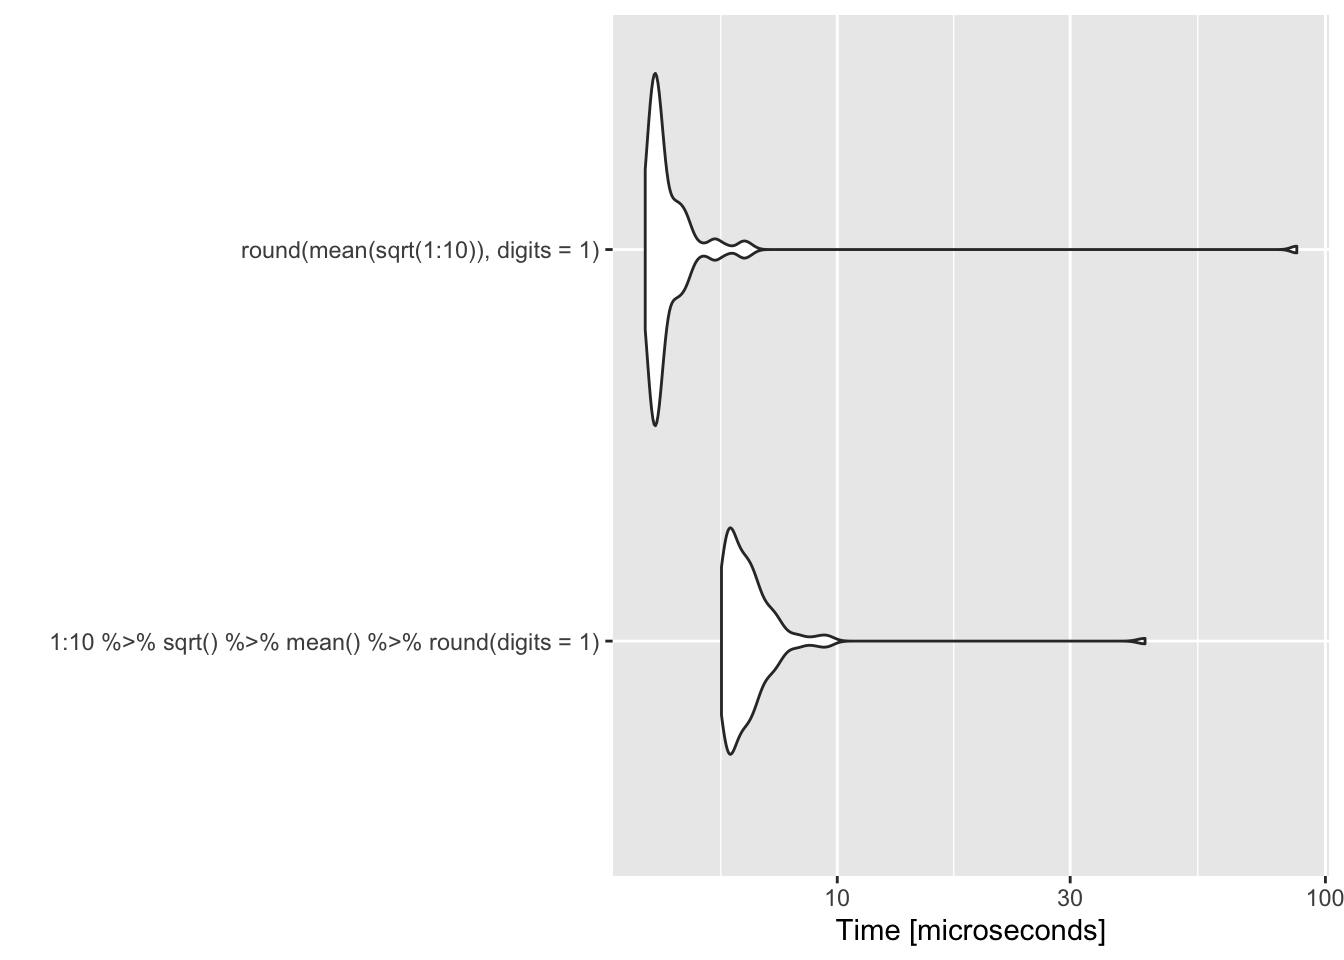 round(mean(sqrt(1:10)), digits = 1)
1:10 %>% sqrt() %>% mean() %>% round(digits = 1)
10 30 100
Time [microseconds]